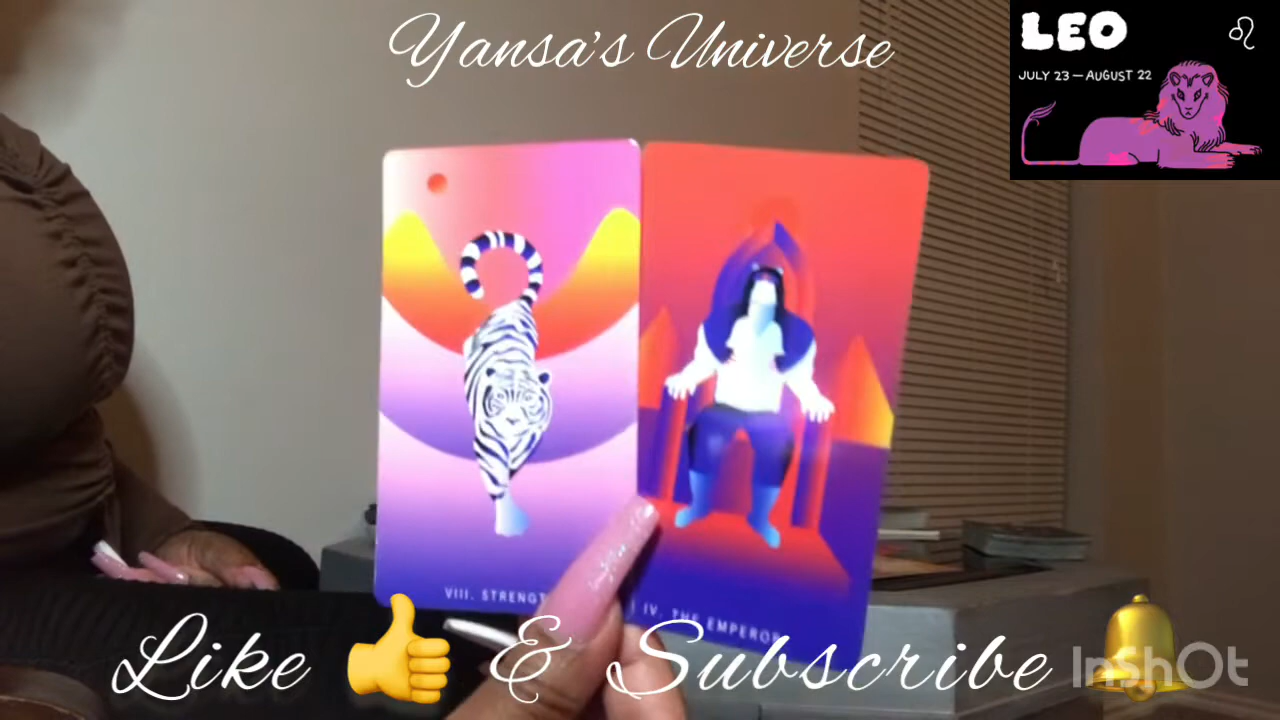 Yansa's Universe
LEO
JULY 23 — AUGUST 22
VIII. STRENGT
IV. THE EMPEROR
Like & Subscribe
InShOt